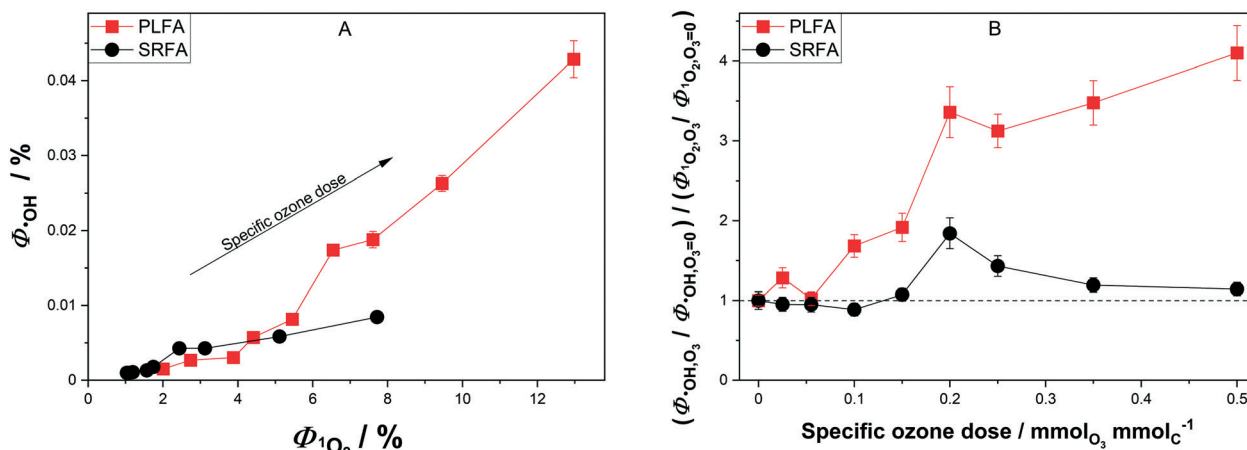 PLFA
SRFA
A
Specific ozone dose
0.04
0.03
0.02
0.01
0
0 2 4 6 8 10 12
Φ•OH / %
Φ¹O₂ / %
PLFA
SRFA
B
4
3
2
1
0
0 0.1 0.2 0.3 0.4 0.5
(Φ•OH,O₃ / Φ•OH,O₃=0) / (Φ¹O₂,O₃ / Φ¹O₂,O₃=0)
Specific ozone dose / mmolO₃ mmolC⁻¹